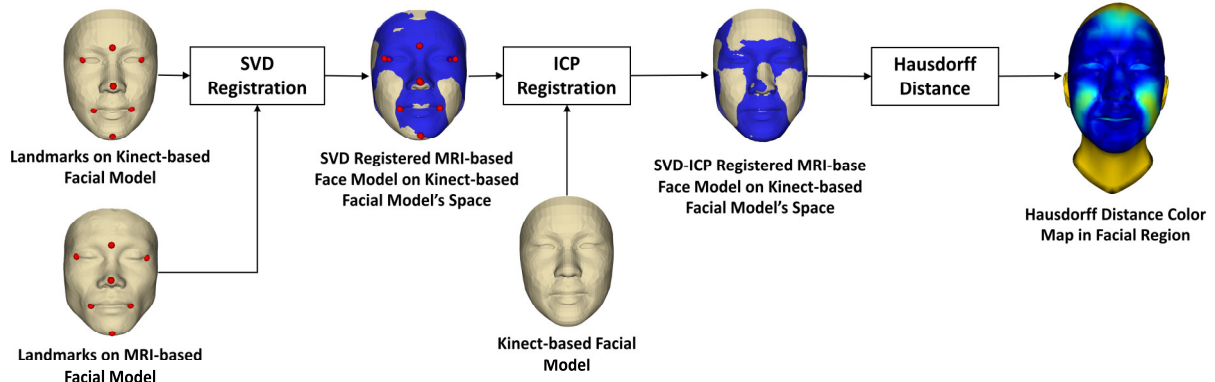 SVD
Registration
ICP
Registration
Hausdorff
Distance
Landmarks on Kinect-based
Facial Model
SVD Registered MRI-based
Face Model on Kinect-based
Facial Model's Space
SVD-ICP Registered MRI-base
Face Model on Kinect-based
Facial Model's Space
Hausdorff Distance Color
Map in Facial Region
Kinect-based Facial
Model
Landmarks on MRI-based
Facial Model